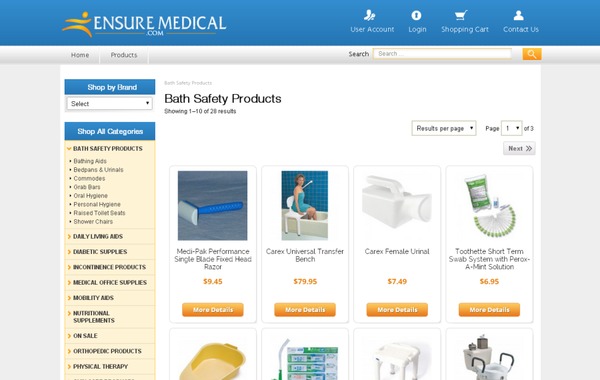 ENSURE MEDICAL
.COM
User Account
Login
Shopping Cart
Contact Us
Home
Products
Search
Search ...
Shop by Brand
Select
Shop All Categories
BATH SAFETY PRODUCTS
Bathing Aids
Bedpans & Urinals
Commodes
Grab Bars
Oral Hygiene
Personal Hygiene
Raised Toilet Seats
Shower Chairs
DAILY LIVING AIDS
DIABETIC SUPPLIES
INCONTINENCE PRODUCTS
MEDICAL OFFICE SUPPLIES
MOBILITY AIDS
NUTRITIONAL
SUPPLEMENTS
ON SALE
ORTHOPEDIC PRODUCTS
PHYSICAL THERAPY
Bath Safety Products
Bath Safety Products
Showing 1–10 of 28 results
Results per page
Page 1 of 3
Next
Medi-Pak Performance
Single Blade Fixed Head
Razor
$9.45
More Details
Carex Universal Transfer
Bench
$79.95
More Details
Carex Female Urinal
$7.49
More Details
Toothette Short Term
Swab System with Perox-
A-Mint Solution
$6.95
More Details